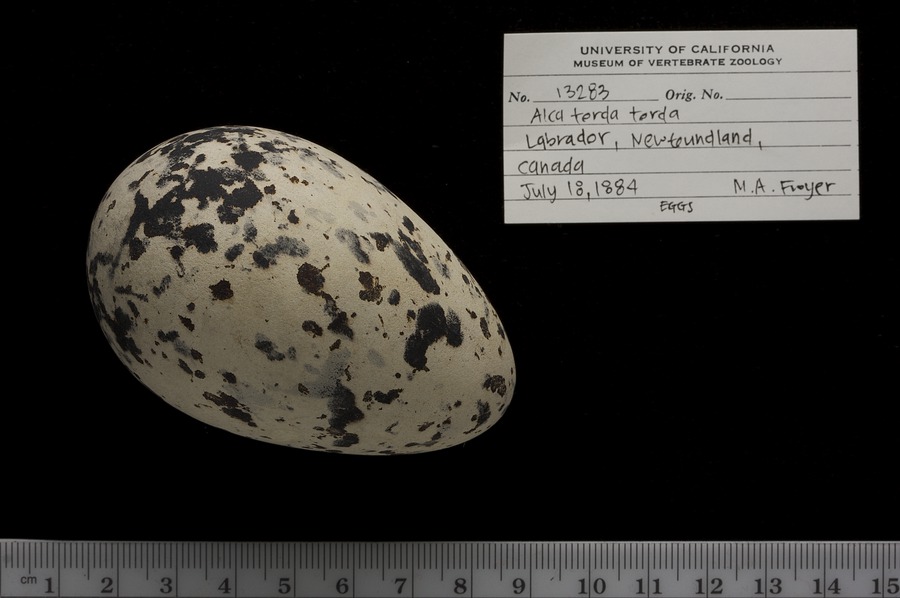 UNIVERSITY OF CALIFORNIA
MUSEUM OF VERTEBRATE ZOOLOGY
No. 13283 Orig. No.
Alca torda torda
Labrador, Newfoundland,
Canada
July 18, 1884 M.A. Frayer
EGGS
cm 1 2 3 4 5 6 7 8 9 10 11 12 13 14 15